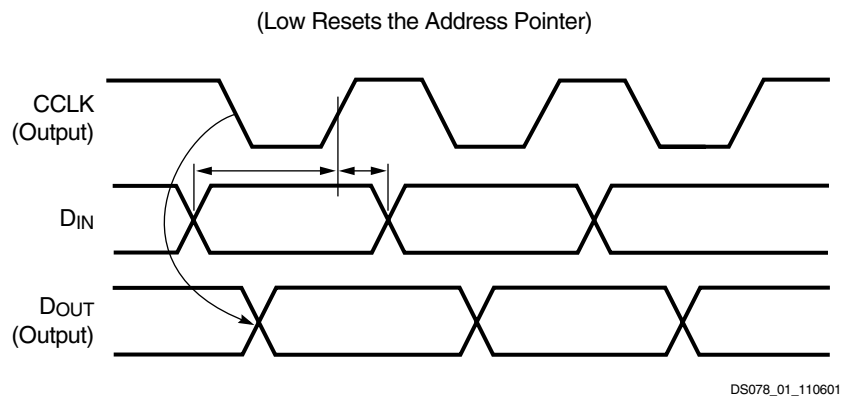 (Low Resets the Address Pointer)
CCLK
(Output)
DIN
DOUT
(Output)
DS078_01_110601